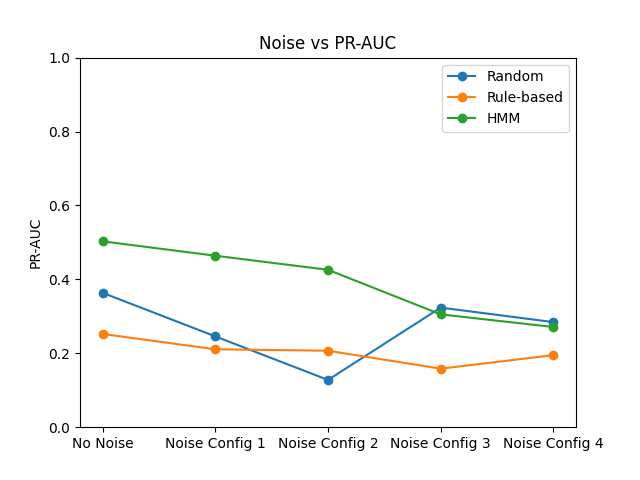 Noise vs PR-AUC
1.0
0.8
0.6
0.4
0.2
0.0
PR-AUC
Random
Rule-based
HMM
No Noise
Noise Config 1
Noise Config 2
Noise Config 3
Noise Config 4